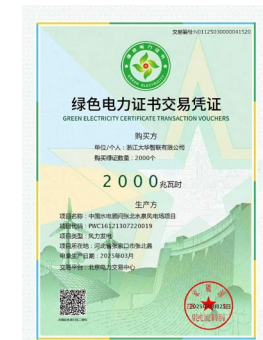 交易编号:N01125030000041520
绿色电力证书交易凭证
GREEN ELECTRICITY CERTIFICATE TRANSACTION VOUCHERS
购买方
单位/个人：浙江大华智联有限公司
购买绿证数量：2000个
2000兆瓦时
生产方
项目名称：中国水电顾问张北水泉风电场项目
项目代码：PWC16121307220019
项目类型：风力发电
项目所在地：河北省张家口市张北县
电量生产日期：2025年03月
交易平台：北京电力交易中心